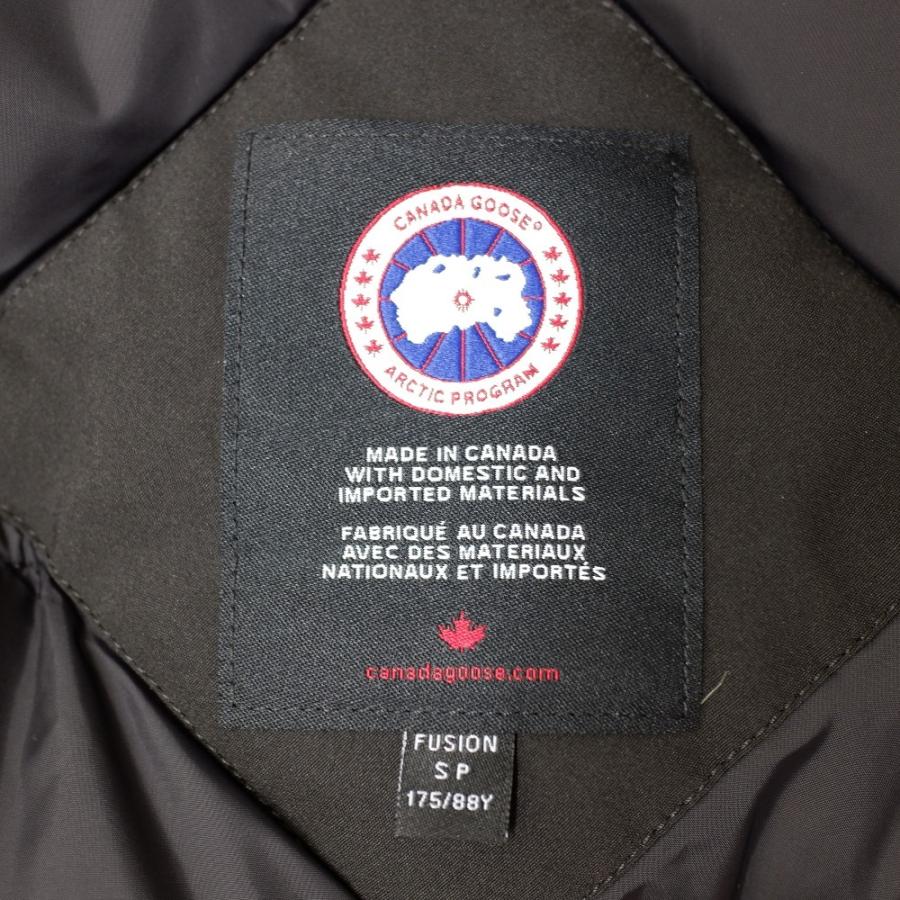 CANADA GOOSE®
ARCTIC PROGRAM
MADE IN CANADA
WITH DOMESTIC AND
IMPORTED MATERIALS
FABRIQUÉ AU CANADA
AVEC DES MATERIAUX
NATIONAUX ET IMPORTÉS
canadagoose.com
FUSION
S P
175/88Y